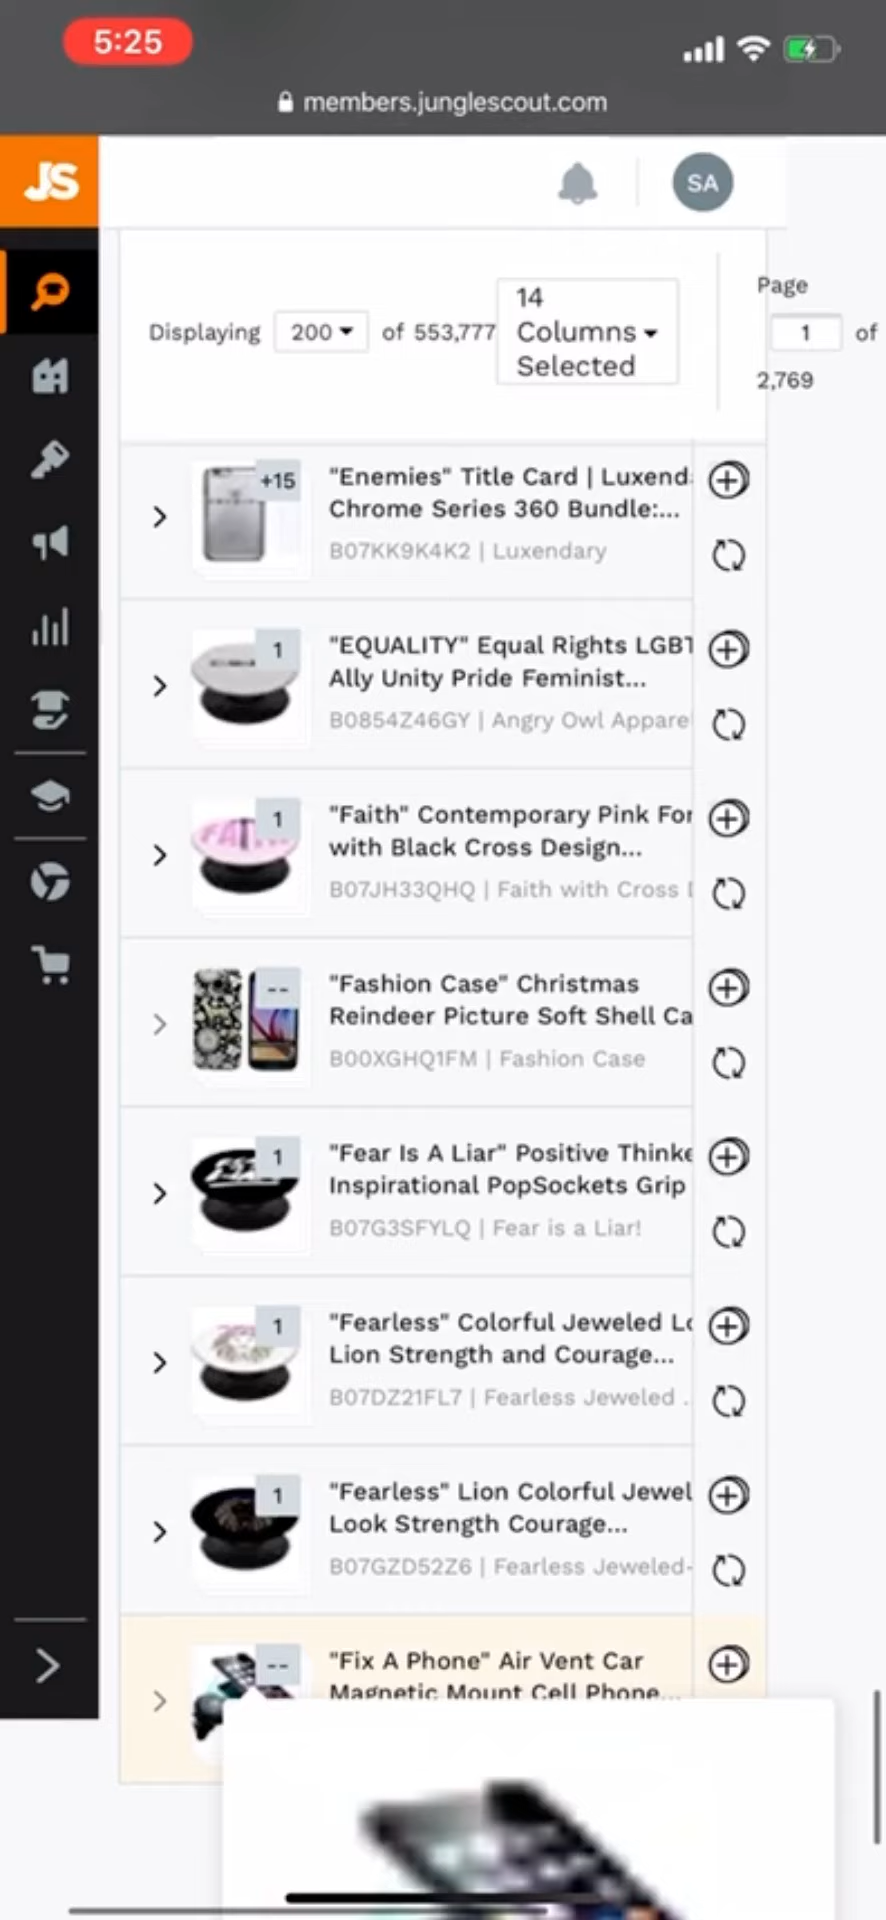 5:25
members.junglescout.com
JS
SA
Displaying 200 of 553,777
14
Columns
Selected
Page
1 of
2,769
+15
"Enemies" Title Card | Luxend
Chrome Series 360 Bundle:...
B07KK9K4K2 | Luxendary
1
"EQUALITY" Equal Rights LGBT
Ally Unity Pride Feminist...
B0854Z46GY | Angry Owl Appare
1
"Faith" Contemporary Pink For
with Black Cross Design...
B07JH33QHQ | Faith with Cross
--
"Fashion Case" Christmas
Reindeer Picture Soft Shell Ca
B00XGHQ1FM | Fashion Case
1
"Fear Is A Liar" Positive Thinke
Inspirational PopSockets Grip
B07G3SFYLQ | Fear is a Liar!
1
"Fearless" Colorful Jeweled Lo
Lion Strength and Courage...
B07DZ21FL7 | Fearless Jeweled .
1
"Fearless" Lion Colorful Jewel
Look Strength Courage...
B07GZD52Z6 | Fearless Jeweled-
--
"Fix A Phone" Air Vent Car
Magnetic Mount Cell Phone...